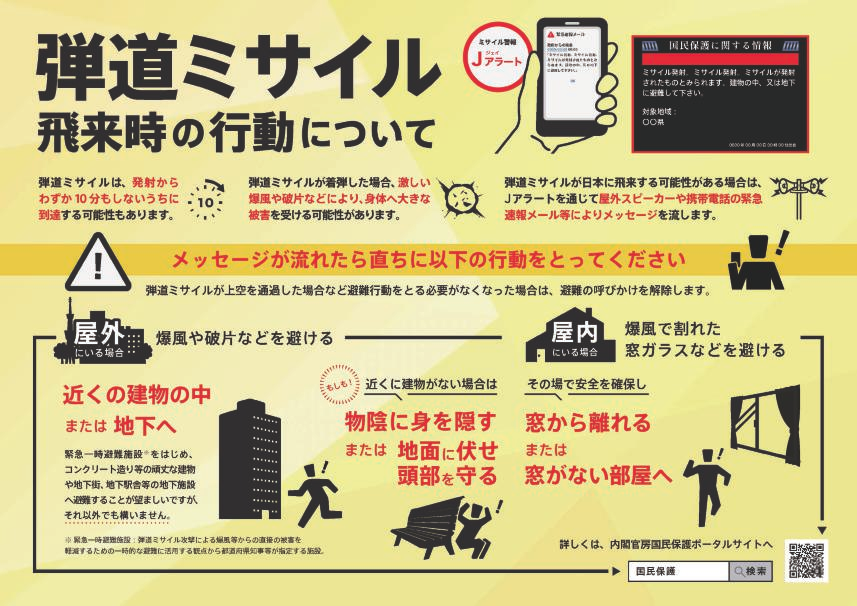 弾道ミサイル
飛来時の行動について
ミサイル警報
ジェイ
Jアラート
緊急速報メール
国民保護に関する情報
ミサイル発射。ミサイル発射。ミサイルが発射
されたものとみられます。建物の中、又は地下
に避難して下さい。
対象地域：
〇〇県
弾道ミサイルは、発射から
わずか10分もしないうちに
到達する可能性もあります。
10
弾道ミサイルが着弾した場合、激しい
爆風や破片などにより、身体へ大きな
被害を受ける可能性があります。
弾道ミサイルが日本に飛来する可能性がある場合は、
Jアラートを通じて屋外スピーカーや携帯電話の緊急
速報メール等によりメッセージを流します。
メッセージが流れたら直ちに以下の行動をとってください
弾道ミサイルが上空を通過した場合など避難行動をとる必要がなくなった場合は、避難の呼びかけを解除します。
屋外
にいる場合
爆風や破片などを避ける
近くの建物の中
または 地下へ
緊急一時避難施設※をはじめ、
コンクリート造り等の頑丈な建物
や地下街、地下駅舎等の地下施設
へ避難することが望ましいですが、
それ以外でも構いません。
もしも！
近くに建物がない場合は
物陰に身を隠す
または 地面に伏せ
頭部を守る
※ 緊急一時避難施設：弾道ミサイル攻撃による爆風等からの直接の被害を
軽減するための一時的な避難に活用する観点から都道府県知事等が指定する施設。
屋内
にいる場合
爆風で割れた
窓ガラスなどを避ける
その場で安全を確保し
窓から離れる
または
窓がない部屋へ
詳しくは、内閣官房国民保護ポータルサイトへ
国民保護
検索